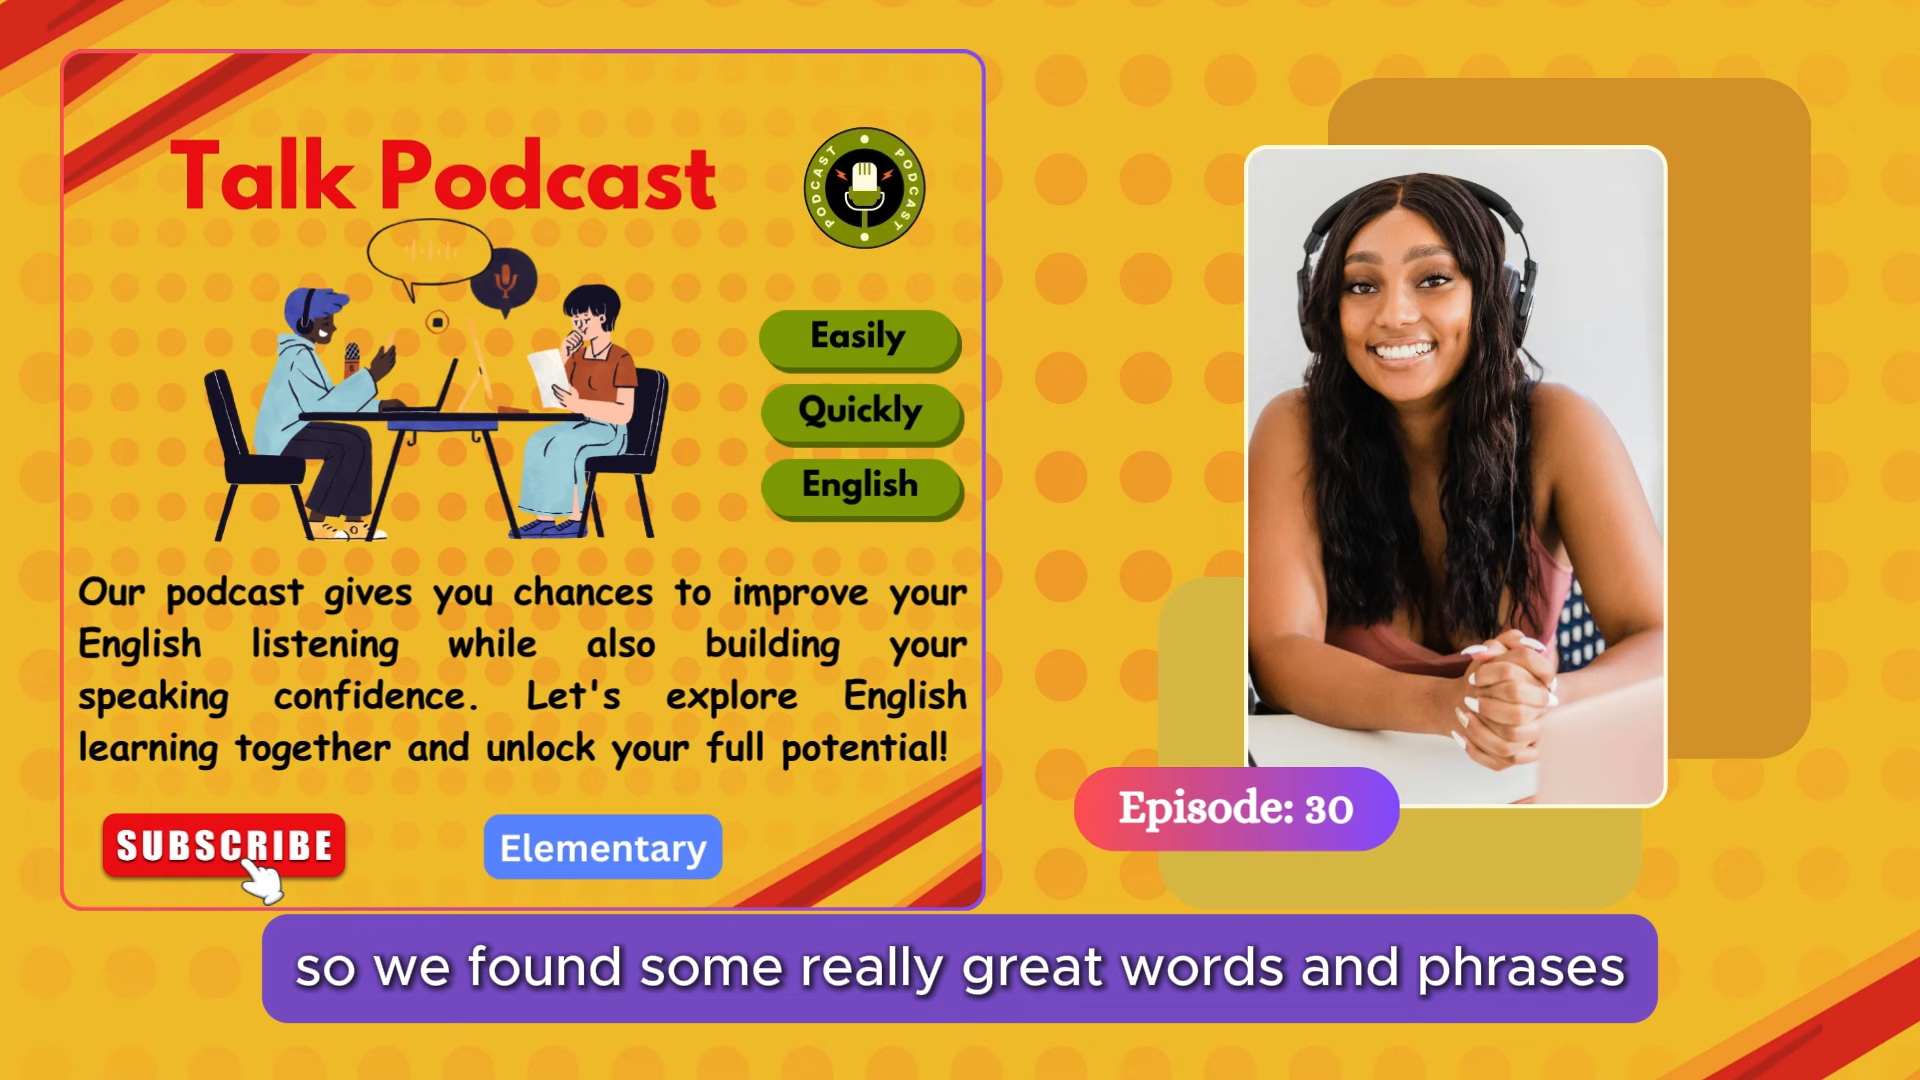 Talk Podcast
PODCAST PODCAST
Easily
Quickly
English
Our podcast gives you chances to improve your
English listening while also building your
speaking confidence. Let's explore English
learning together and unlock your full potential!
SUBSCRIBE
Elementary
Episode: 30
so we found some really great words and phrases